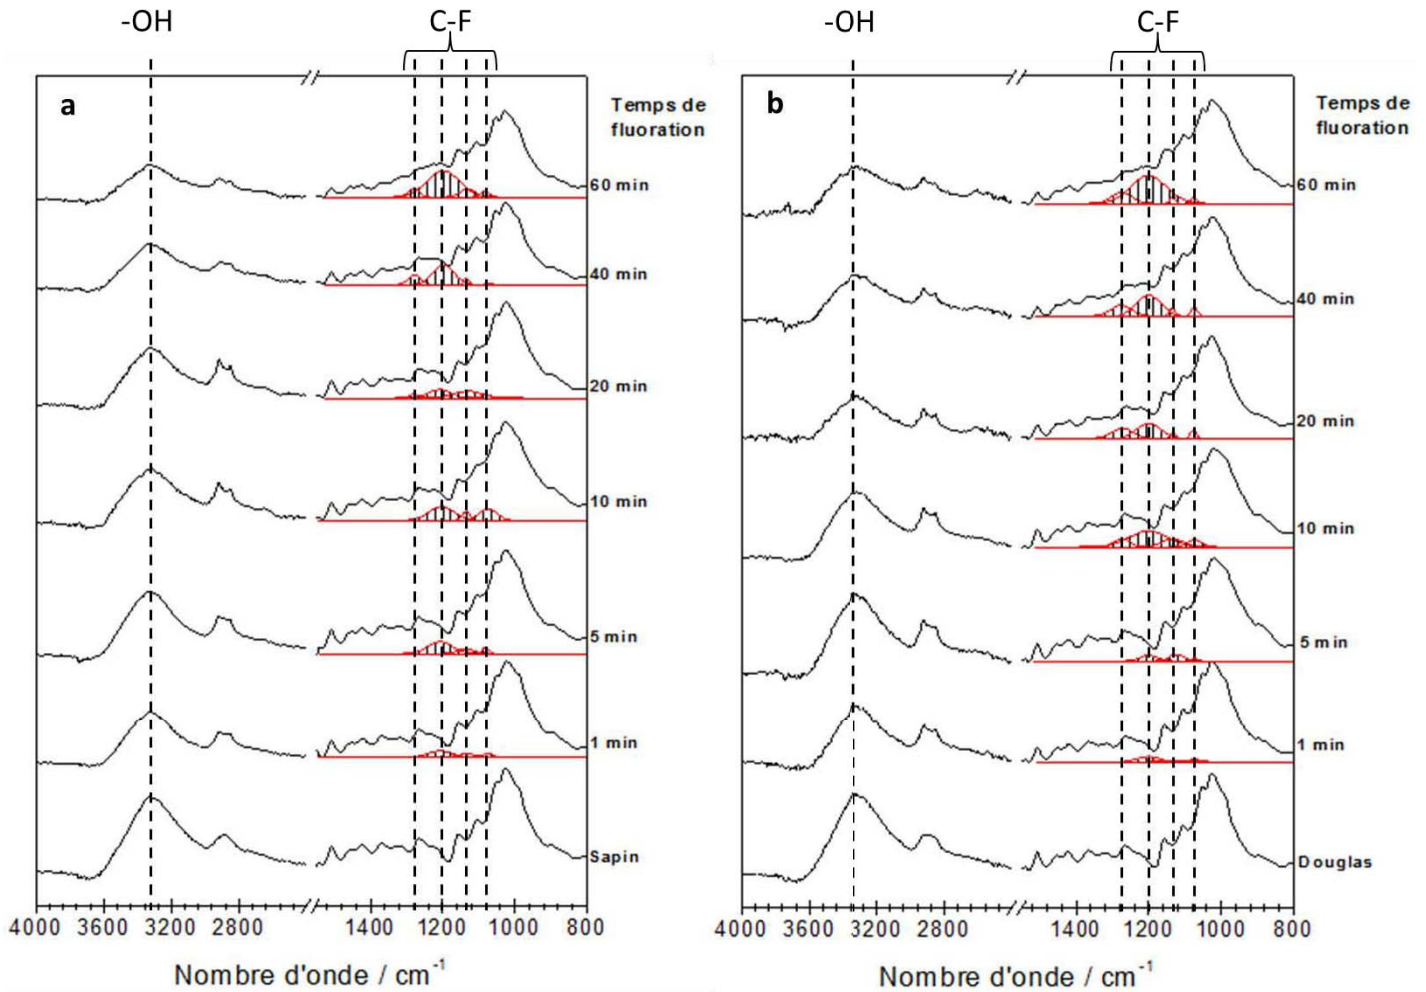 -OH
C-F
a
Temps de
fluoration
60 min
40 min
20 min
10 min
5 min
1 min
Sapin
4000 3600 3200 2800 1400 1200 1000 800
Nombre d'onde / cm-1
-OH
C-F
b
Temps de
fluoration
60 min
40 min
20 min
10 min
5 min
1 min
Douglas
4000 3600 3200 2800 1400 1200 1000 800
Nombre d'onde / cm-1